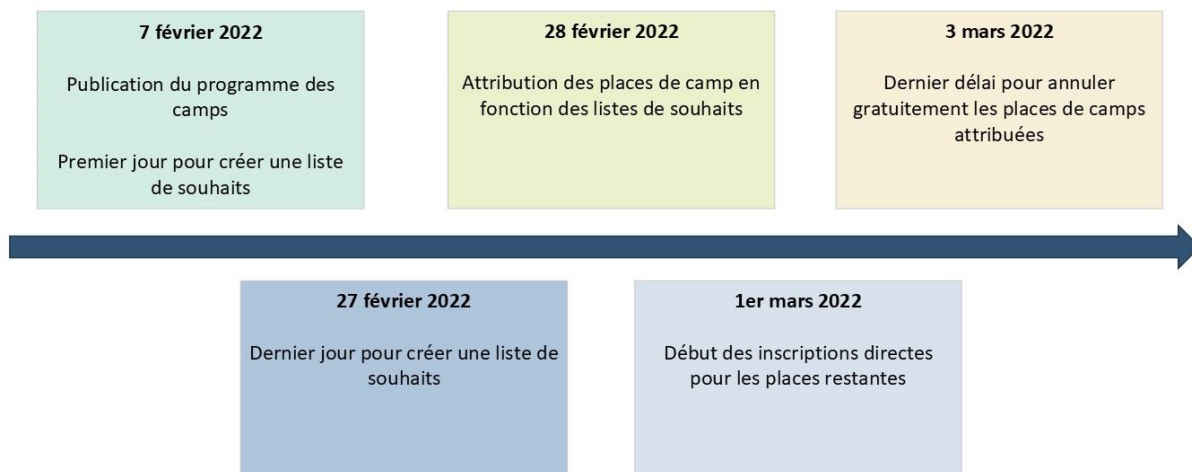 7 février 2022
Publication du programme des
camps
Premier jour pour créer une liste
de souhaits
28 février 2022
Attribution des places de camp en
fonction des listes de souhaits
3 mars 2022
Dernier délai pour annuler
gratuitement les places de camps
attribuées
27 février 2022
Dernier jour pour créer une liste de
souhaits
1er mars 2022
Début des inscriptions directes
pour les places restantes